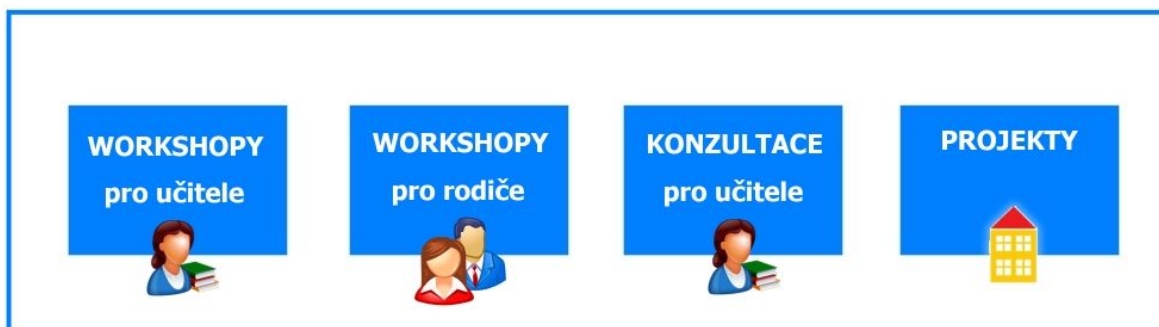 WORKSHOPY
pro učitele
WORKSHOPY
pro rodiče
KONZULTACE
pro učitele
PROJEKTY